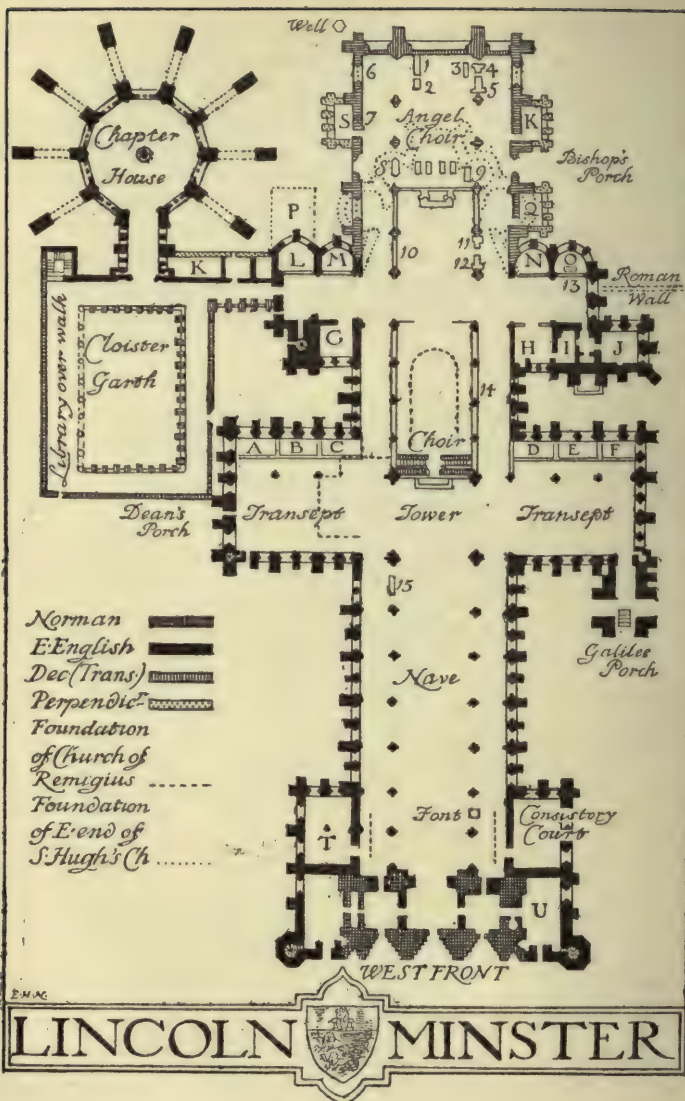 Well
6
1
2
3
4
5
S
7
Angel
Choir
K
Chapter
House
Bishop's
Porch
8
9
P
Q
K
L
M
10
11
12
N
O
13
Roman
Wall
Library over walk
Cloister
Garth
G
H
I
J
14
Choir
A
B
C
D
E
F
Dean's
Porch
Transept
Tower
Transept
15
Galilee
Porch
Nave
Norman
E·English
Dec (Trans·)
Perpendicr
Foundation
of Church of
Remigius
Foundation
of E·end of
S·Hugh's Ch
Font
Consistory
Court
T
U
WEST FRONT
E·H·N·
LINCOLN MINSTER